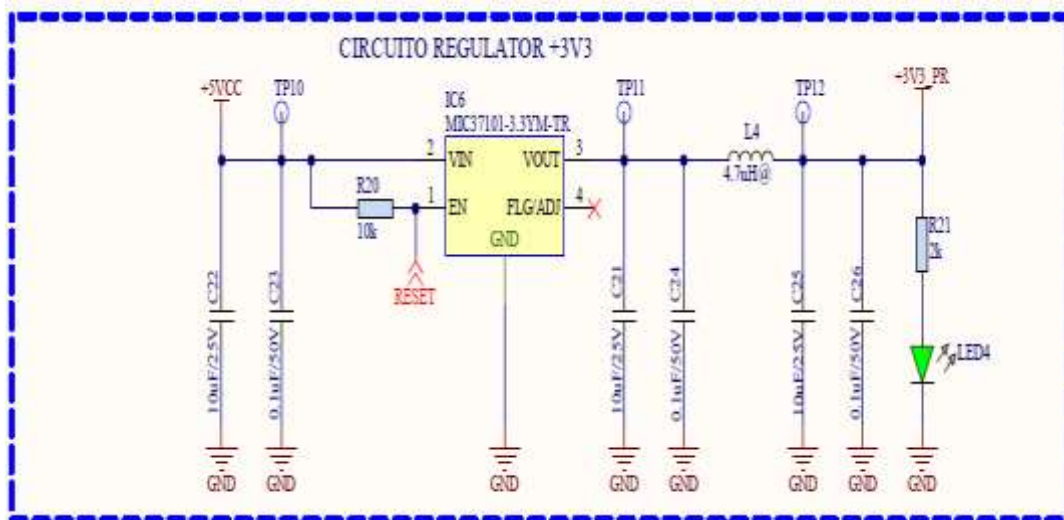 CIRCUITO REGULATOR +3V3
+5VCC
TP10
IC6
MIC37101-3.3YM-TR
TP11
TP12
+3V3_PR
L4
4.7uH@
2
VIN
VOUT
3
R20
10k
1
EN
FLG/ADJ
4
GND
RESET
R21
2k
C22
10uF/25V
C23
0.1uF/50V
C21
10uF/25V
C24
0.1uF/50V
C25
10uF/25V
C26
0.1uF/50V
LED4
GND
GND
GND
GND
GND
GND
GND
GND